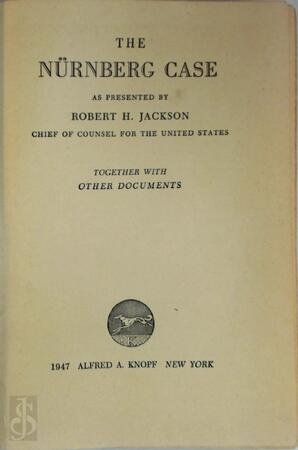 THE
NÜRNBERG CASE
AS PRESENTED BY
ROBERT H. JACKSON
CHIEF OF COUNSEL FOR THE UNITED STATES
TOGETHER WITH
OTHER DOCUMENTS
K
1947 ALFRED A. KNOPF NEW YORK